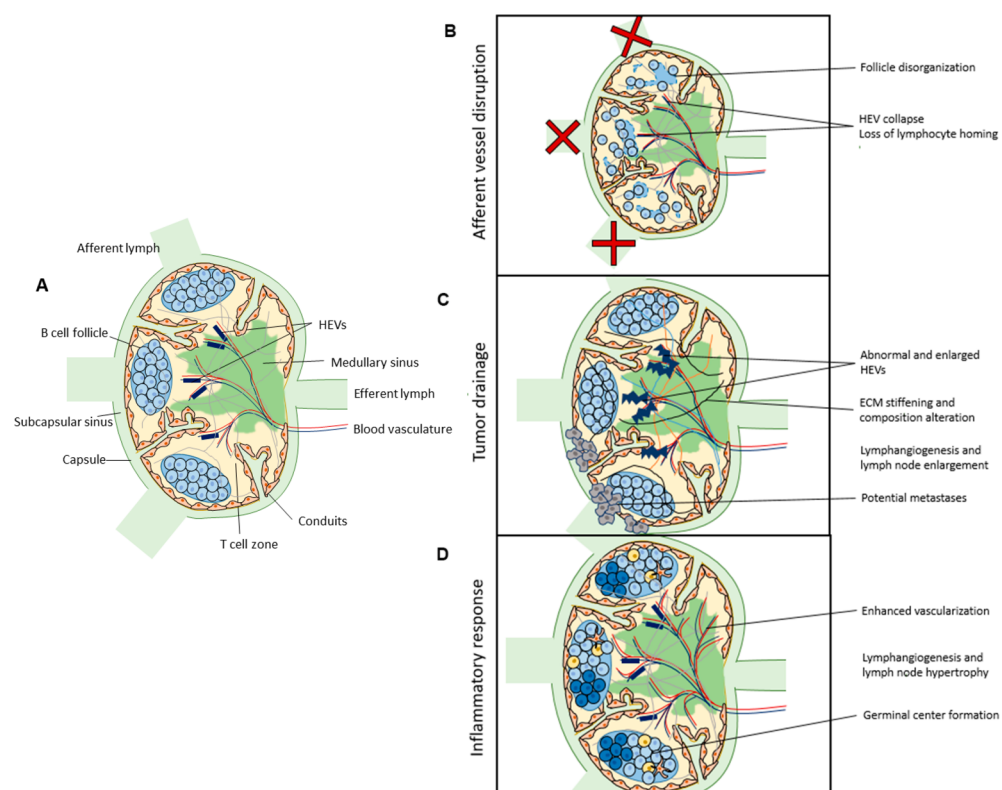 A
Afferent lymph
B cell follicle
Subcapsular sinus
Capsule
HEVs
Medullary sinus
Efferent lymph
Blood vasculature
Conduits
T cell zone
B
Afferent vessel disruption
Follicle disorganization
HEV collapse
Loss of lymphocyte homing
C
Tumor drainage
Abnormal and enlarged
HEVs
ECM stiffening and
composition alteration
Lymphangiogenesis and
lymph node enlargement
Potential metastases
D
Inflammatory response
Enhanced vascularization
Lymphangiogenesis and
lymph node hypertrophy
Germinal center formation